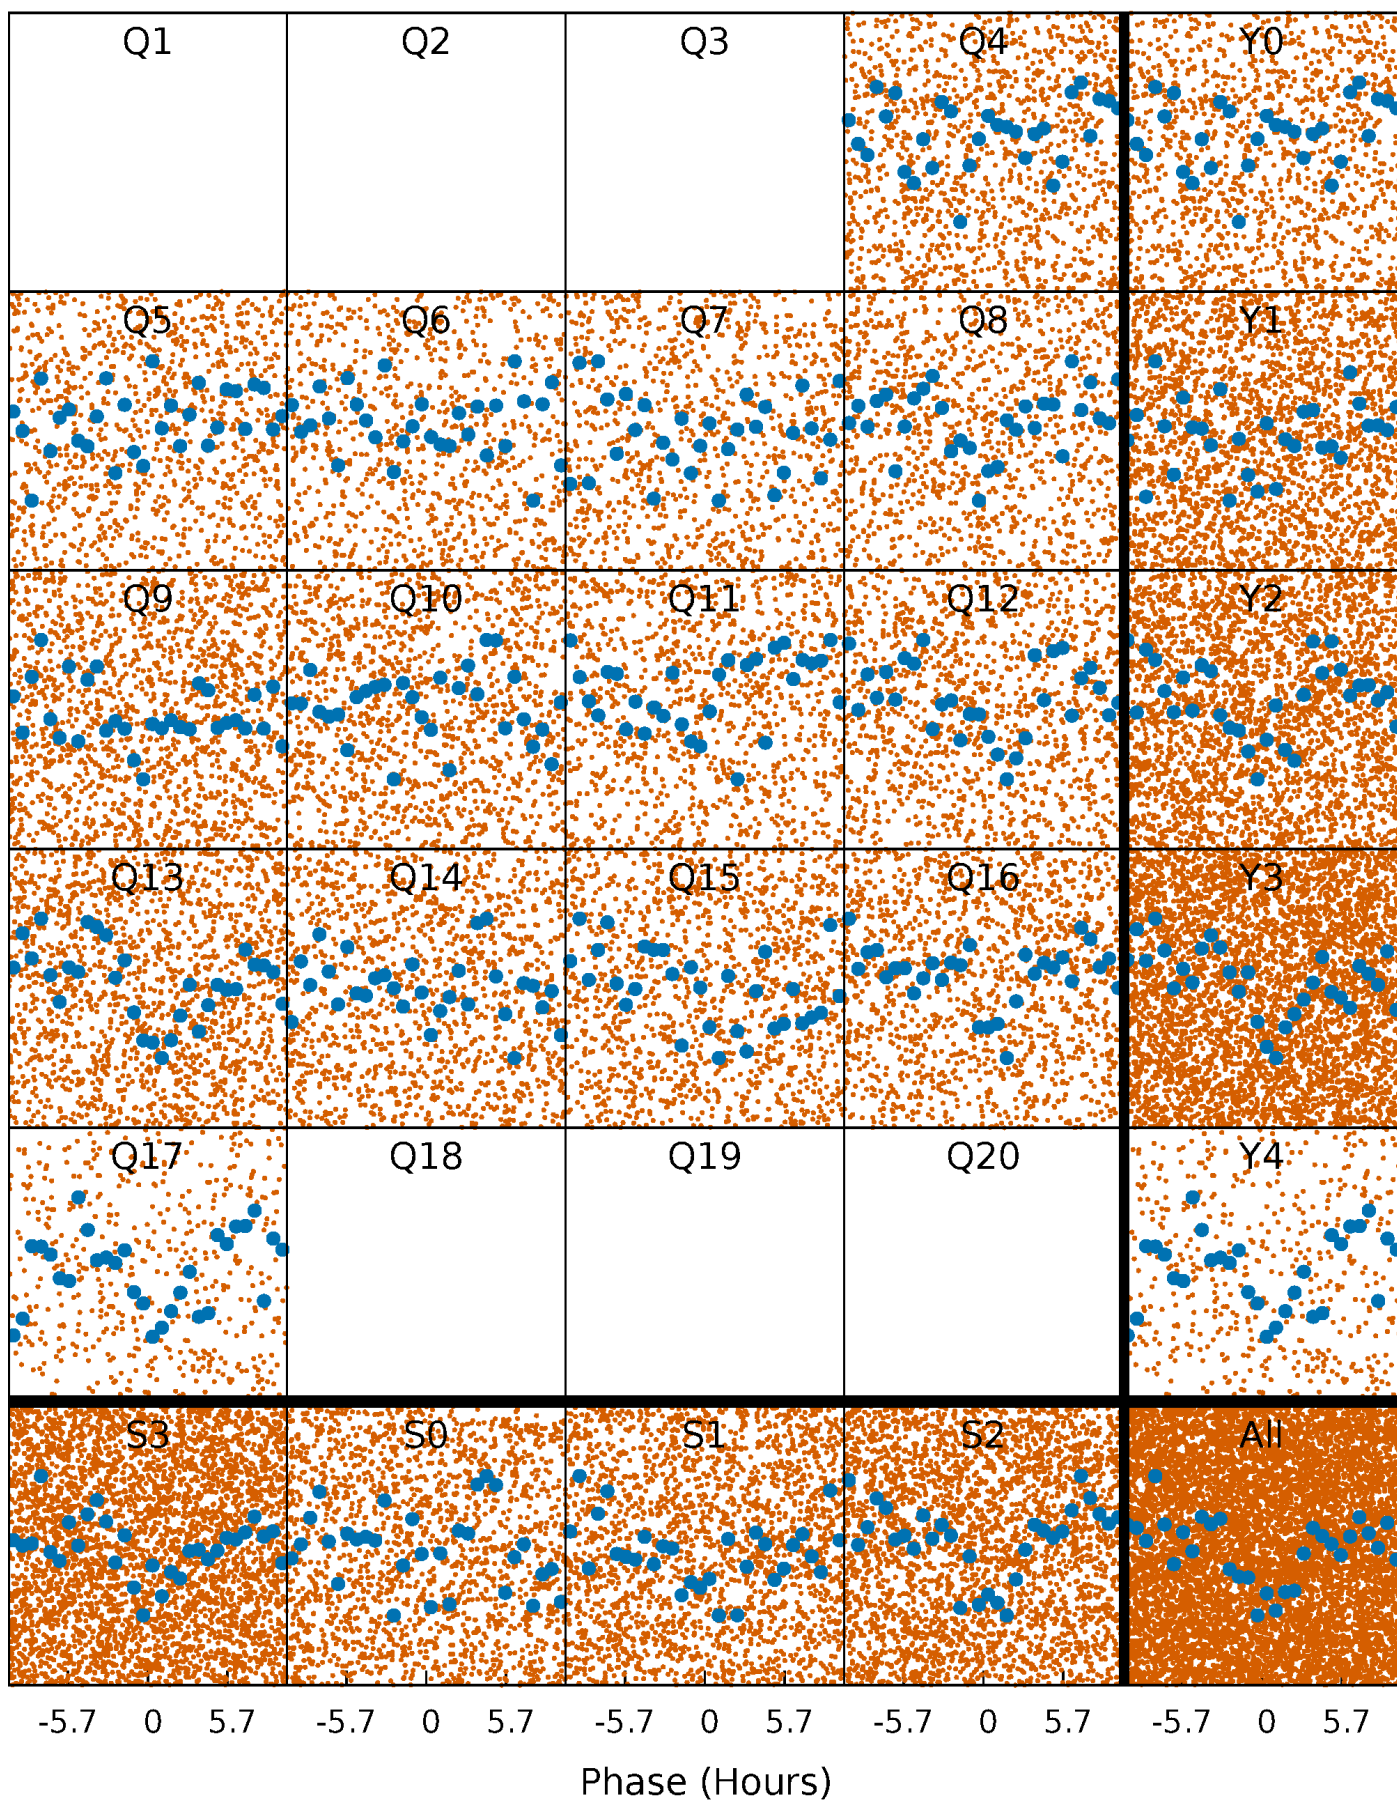 Q1 Q2 Q3 Q4 Y0
Q5 Q6 Q7 Q8 Y1
Q9 Q10 Q11 Q12 Y2
Q13 Q14 Q15 Q16 Y3
Q17 Q18 Q19 Q20 Y4
S3 S0 S1 S2 All
-5.7 0 5.7 -5.7 0 5.7 -5.7 0 5.7 -5.7 0 5.7 -5.7 0 5.7
Phase (Hours)